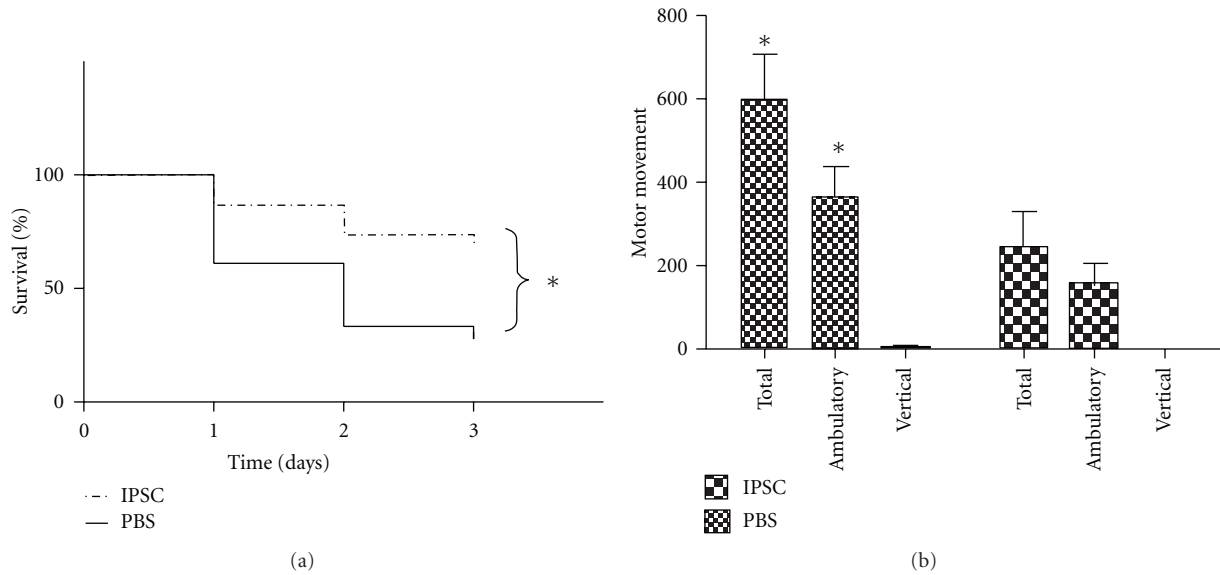 Survival (%)
100
50
0
0 1 2 3
Time (days)
*
IPSC
PBS
(a)
Motor movement
800
600
400
200
0
*
*
Total
Ambulatory
Vertical
Total
Ambulatory
Vertical
IPSC
PBS
(b)